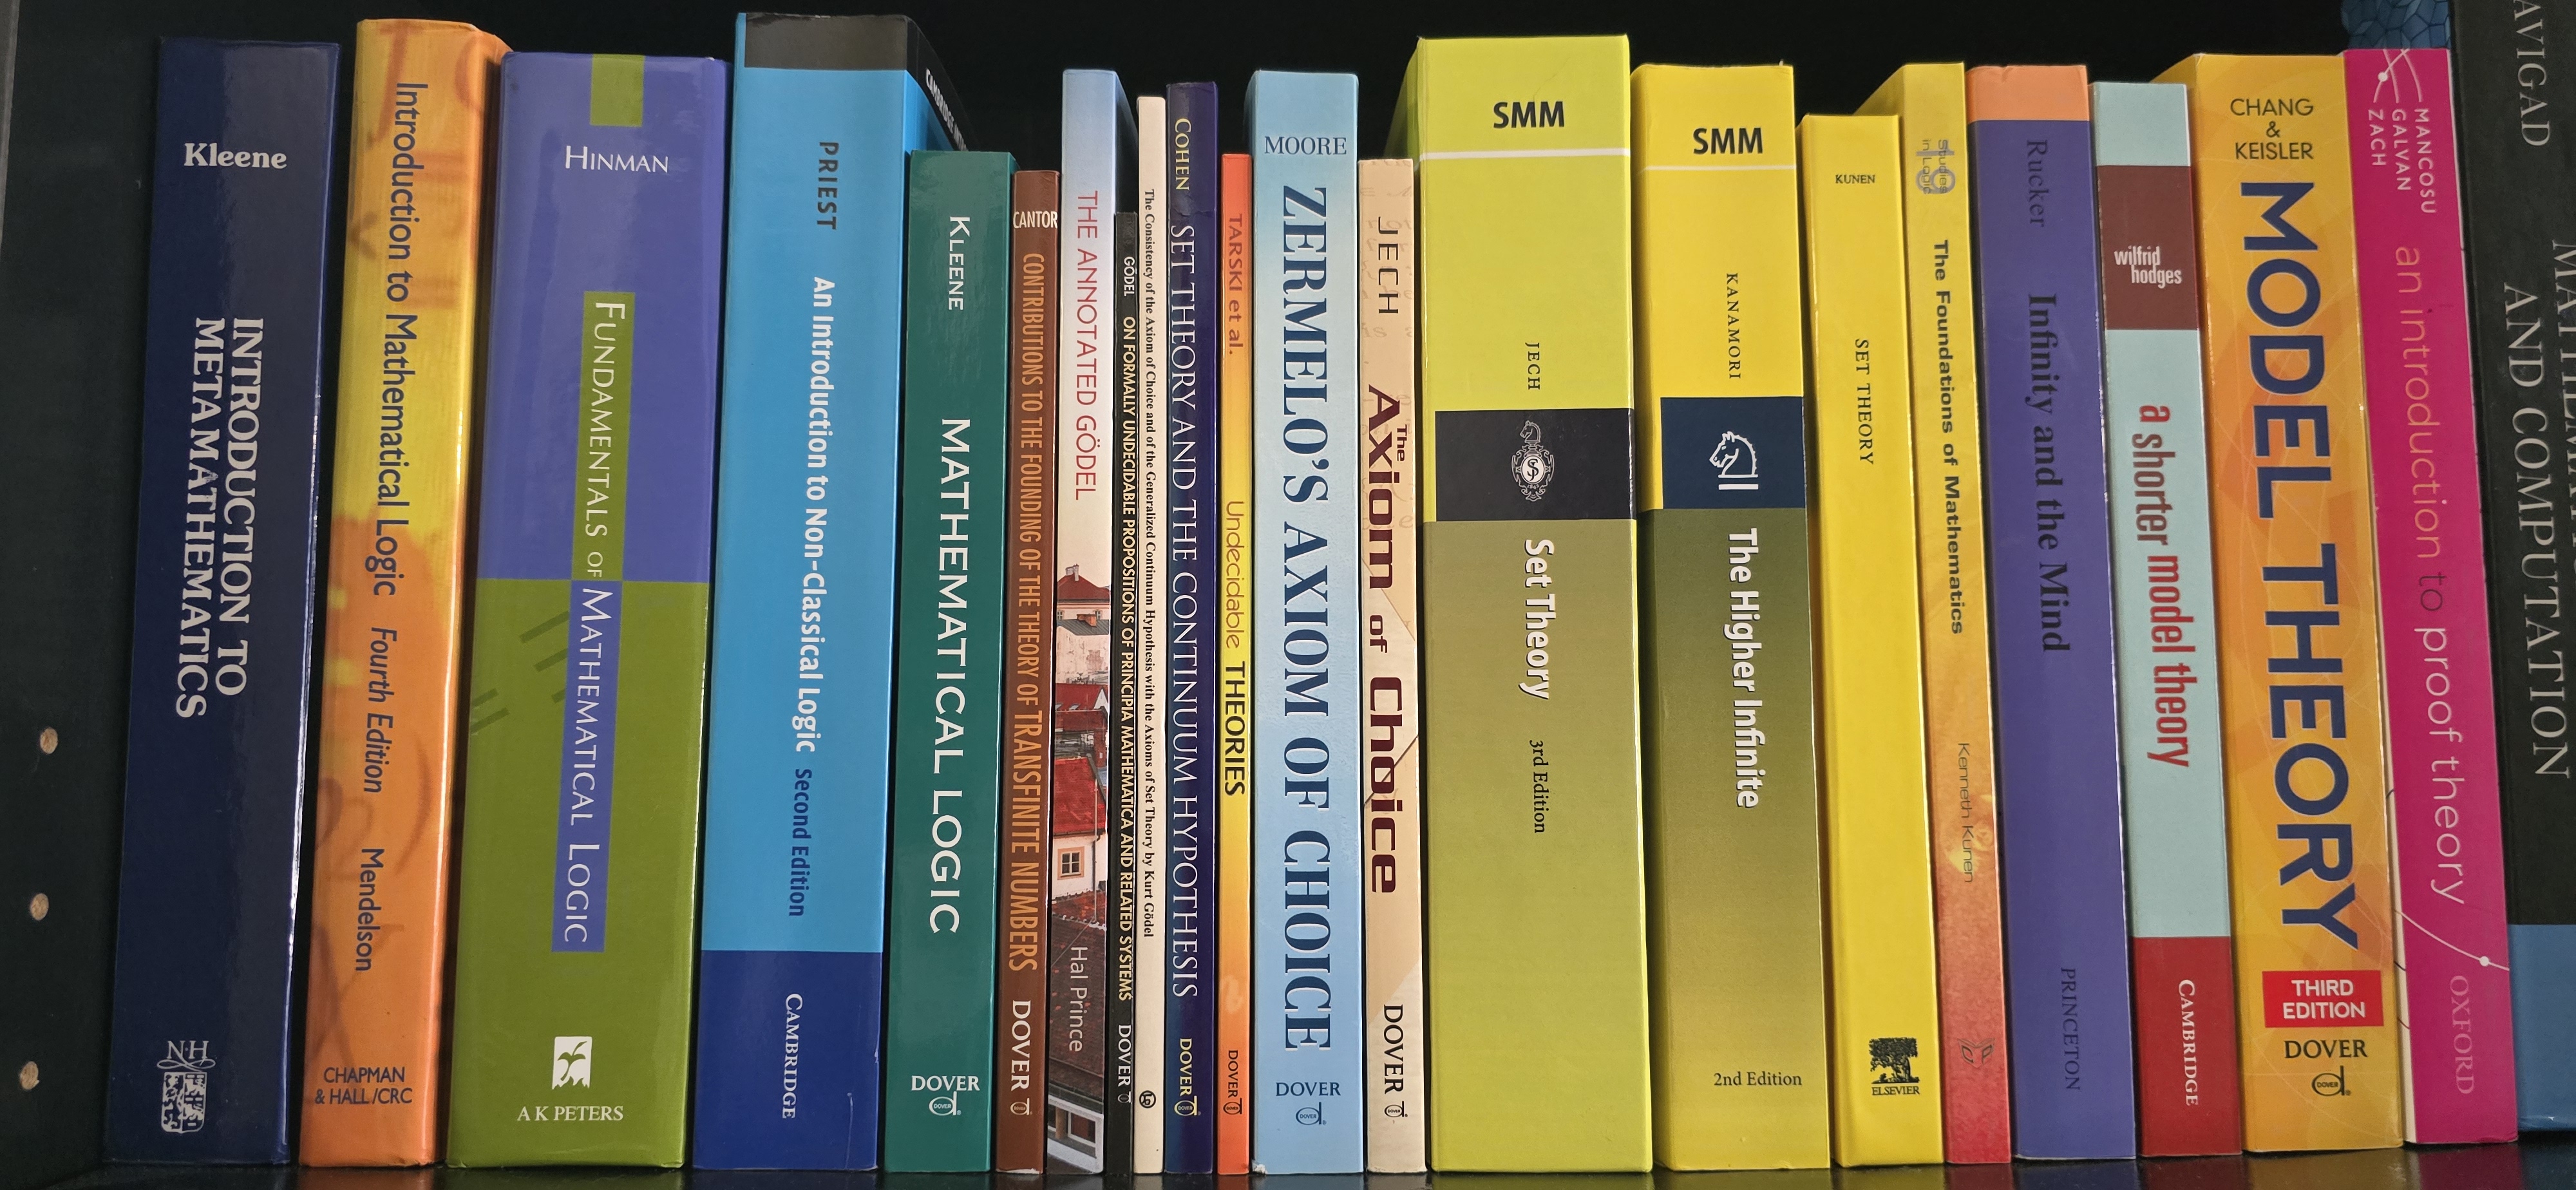 Kleene
INTRODUCTION TO
METAMATHEMATICS
N·H
Introduction to Mathematical Logic Fourth Edition Mendelson
CHAPMAN
& HALL/CRC
HINMAN
FUNDAMENTALS OF MATHEMATICAL LOGIC
A K PETERS
PRIEST An Introduction to Non-Classical Logic Second Edition CAMBRIDGE
KLEENE MATHEMATICAL LOGIC
DOVER
DOVER
CANTOR
CONTRIBUTIONS TO THE FOUNDING OF THE THEORY OF TRANSFINITE NUMBERS DOVER
THE ANNOTATED GÖDEL Hal Prince
GÖDEL ON FORMALLY UNDECIDABLE PROPOSITIONS OF PRINCIPIA MATHEMATICA AND RELATED SYSTEMS DOVER
The Consistency of the Axiom of Choice and of the Generalized Continuum Hypothesis with the Axioms of Set Theory by Kurt Gödel
COHEN SET THEORY AND THE CONTINUUM HYPOTHESIS DOVER
TARSKI et al. Undecidable THEORIES DOVER
MOORE
ZERMELO'S AXIOM OF CHOICE
DOVER
DOVER
JECH The Axiom of Choice DOVER
SMM
JECH
Set Theory 3rd Edition
SMM
KANAMORI
The Higher Infinite
2nd Edition
KUNEN
SET THEORY
ELSEVIER
Studies
in Logic
The Foundations of Mathematics Kenneth Kunen
Rucker Infinity and the Mind PRINCETON
wilfrid
hodges
a shorter model theory
CAMBRIDGE
CHANG
&
KEISLER
MODEL THEORY
THIRD
EDITION
DOVER
DOVER
MANCOSU
GALVAN
ZACH
an introduction to proof theory OXFORD
AND COMPUTATION